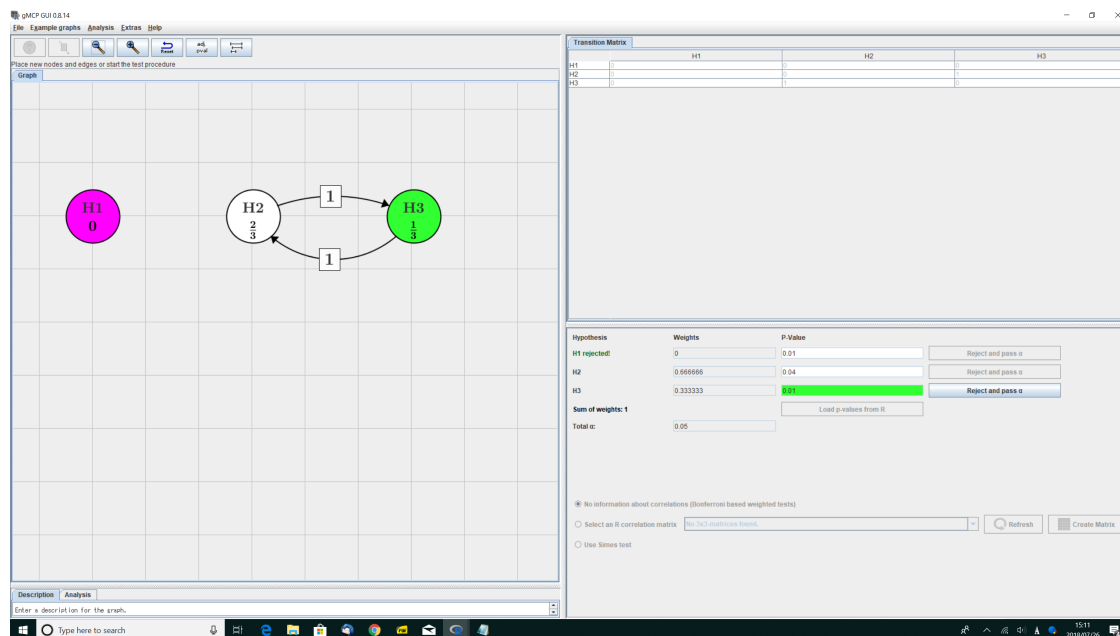 gMCP GUI 0.8.14
File Example graphs Analysis Extras Help
Reset adj. pval
Place new nodes and edges or start the test procedure
Graph
H1
0
H2
2/3
H3
1/3
1
1
Description Analysis
Enter a description for the graph.
Transition Matrix
H1 H2 H3
H1 0 0 0
H2 0 0 1
H3 0 1 0
Hypothesis Weights P-Value
H1 rejected! 0 0.01 Reject and pass α
H2 0.666666 0.04 Reject and pass α
H3 0.333333 0.01 Reject and pass α
Sum of weights: 1 Load p-values from R
Total α: 0.05
No information about correlations (Bonferroni based weighted tests)
Select an R correlation matrix No 3x3-matrices found. Refresh Create Matrix
Use Simes test
Type here to search
15:11
2018/07/26